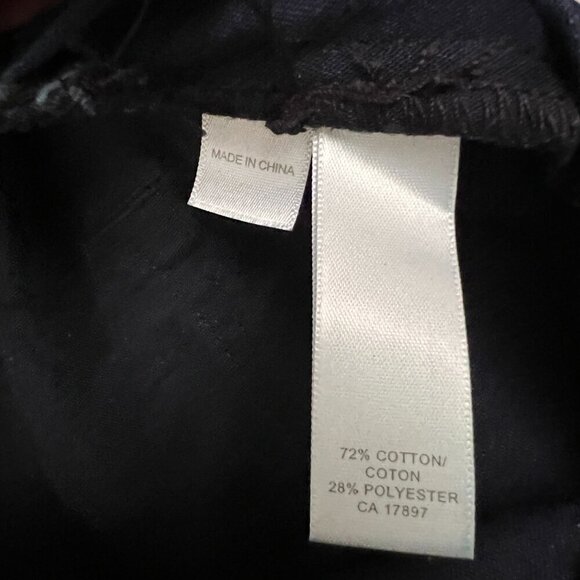 MADE IN CHINA
72% COTTON/
COTON
28% POLYESTER
CA 17897